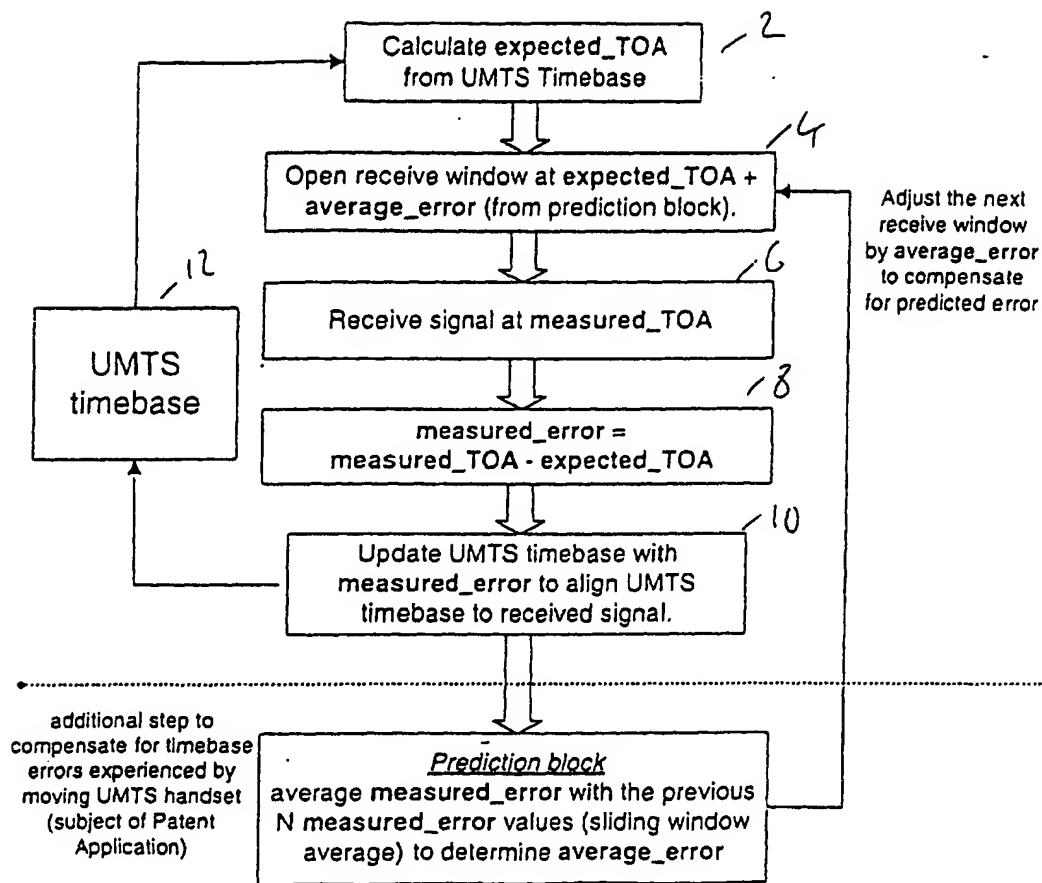 Calculate expected_TOA
from UMTS Timebase
2
Open receive window at expected_TOA +
average_error (from prediction block).
4
Adjust the next
receive window
by average_error
to compensate
for predicted error
Receive signal at measured_TOA
6
12
UMTS
timebase
measured_error =
measured_TOA - expected_TOA
8
Update UMTS timebase with
measured_error to align UMTS
timebase to received signal.
10
additional step to
compensate for timebase
errors experienced by
moving UMTS handset
(subject of Patent
Application)
Prediction block
average measured_error with the previous
N measured_error values (sliding window
average) to determine average_error